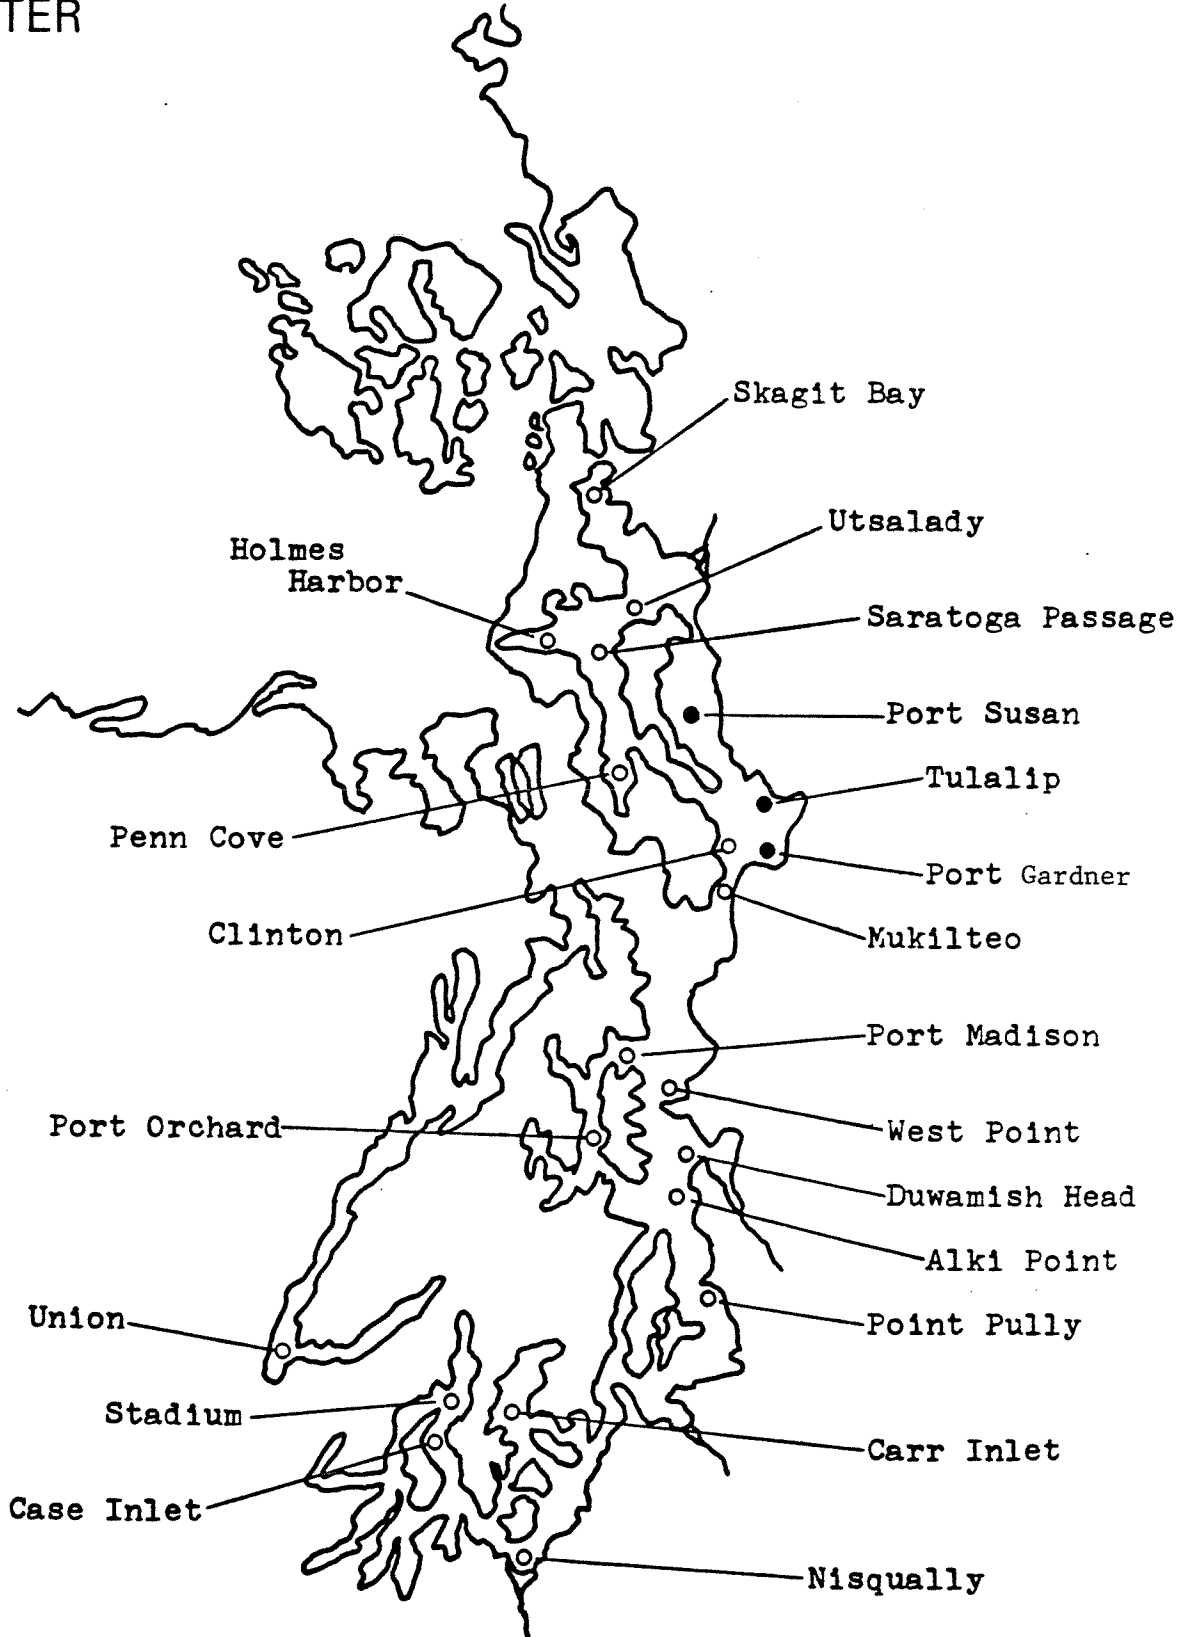 TER
Skagit Bay
Utsalady
Holmes
Harbor
Saratoga Passage
Port Susan
Tulalip
Penn Cove
Port Gardner
Clinton
Mukilteo
Port Madison
Port Orchard
West Point
Duwamish Head
Alki Point
Union
Point Pully
Stadium
Carr Inlet
Case Inlet
Nisqually